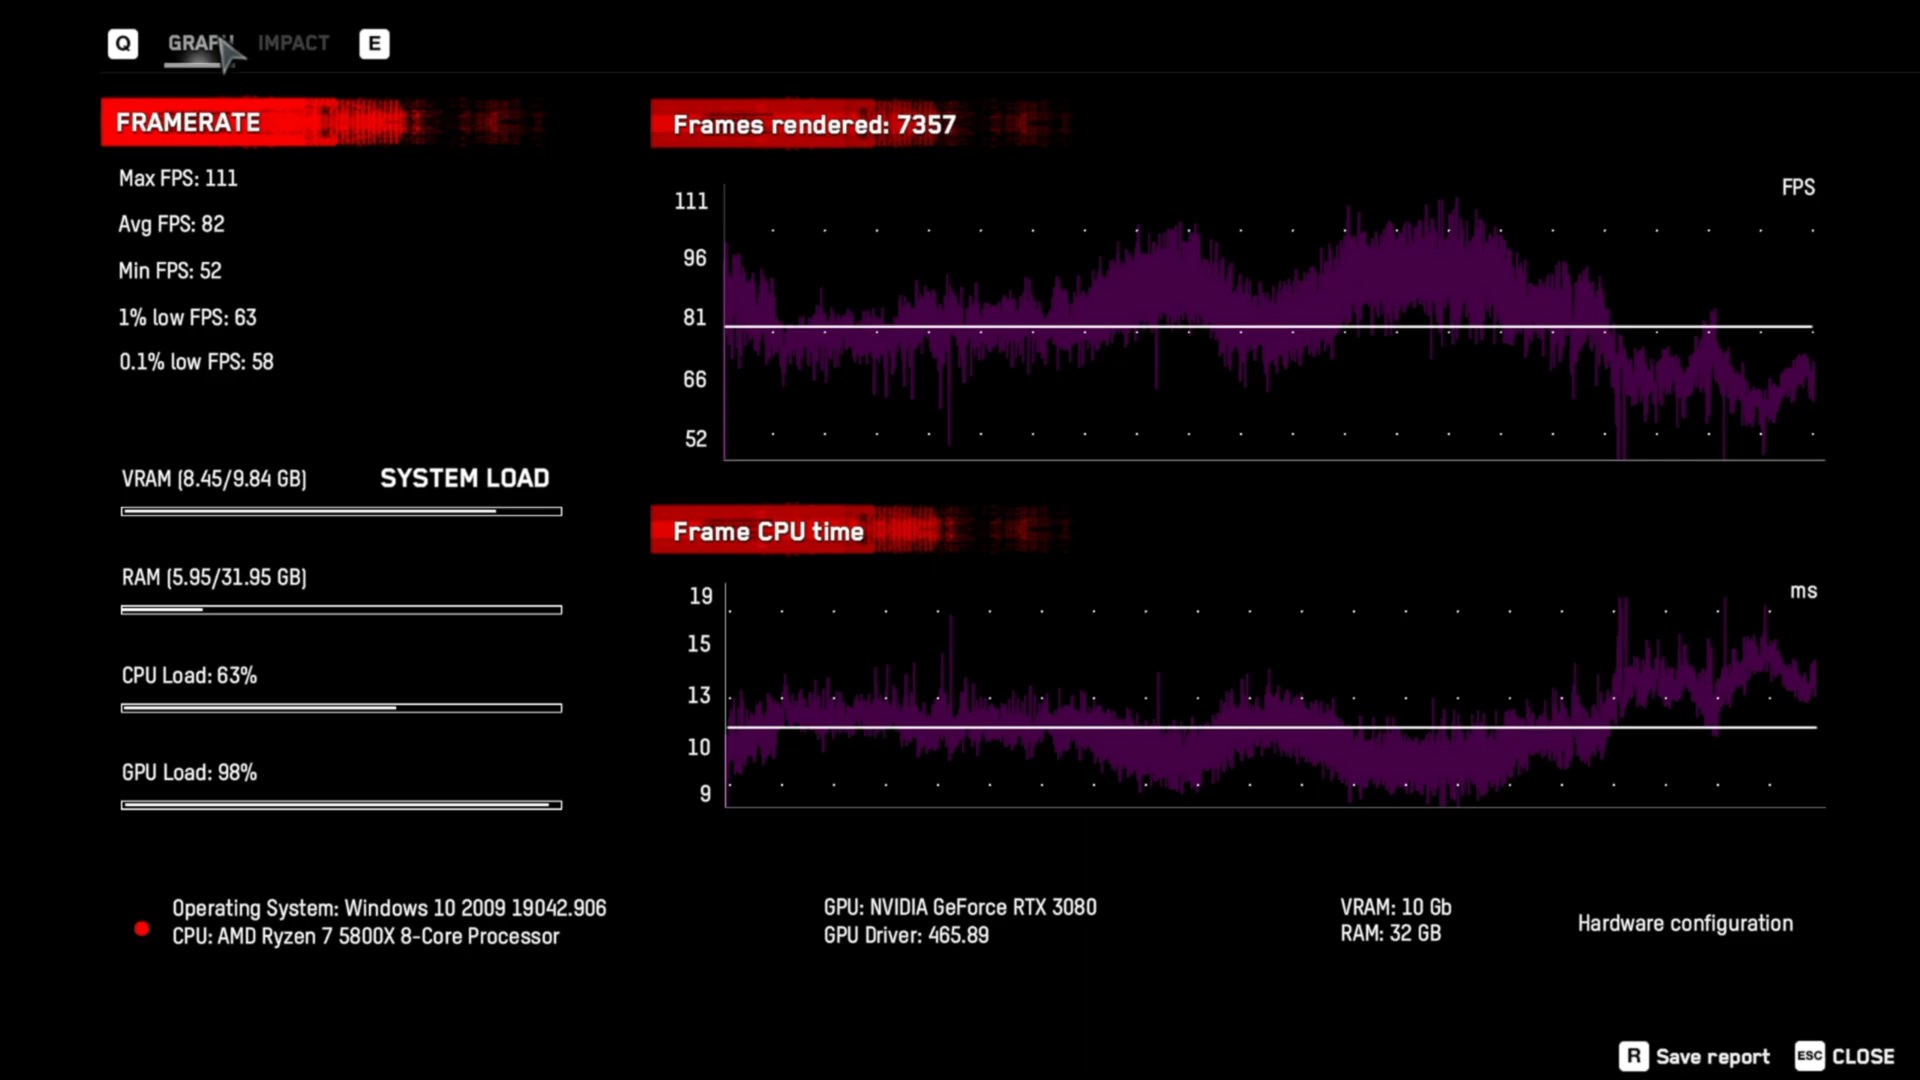 Q GRAPH IMPACT E
FRAMERATE
Max FPS: 111
Avg FPS: 82
Min FPS: 52
1% low FPS: 63
0.1% low FPS: 58
VRAM (8.45/9.84 GB) SYSTEM LOAD
RAM (5.95/31.95 GB)
CPU Load: 63%
GPU Load: 98%
Frames rendered: 7357
FPS
111
96
81
66
52
Frame CPU time
ms
19
15
13
10
9
Operating System: Windows 10 2009 19042.906
CPU: AMD Ryzen 7 5800X 8-Core Processor
GPU: NVIDIA GeForce RTX 3080
GPU Driver: 465.89
VRAM: 10 Gb
RAM: 32 GB
Hardware configuration
R Save report ESC CLOSE